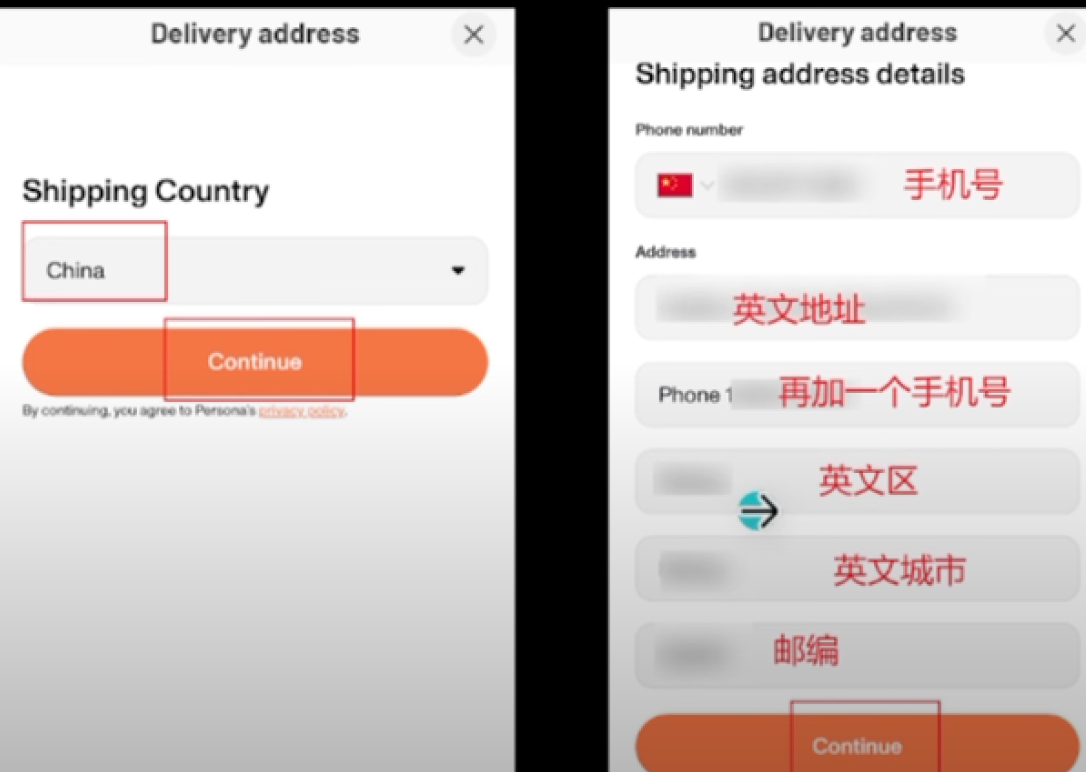 Delivery address
Shipping Country
China
Continue
By continuing, you agree to Persona's privacy policy.
Delivery address
Shipping address details
Phone number
手机号
Address
英文地址
Phone 1 再加一个手机号
英文区
英文城市
邮编
Continue